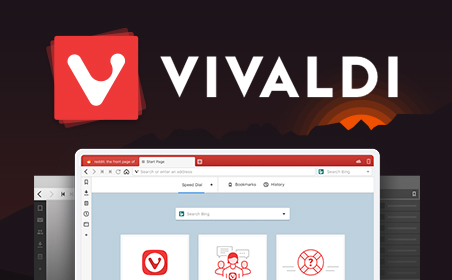 VIVALDI
reddit: the front page of
Start Page
Search or enter an address
Search Bing
Speed Dial
Bookmarks
History
Search Bing